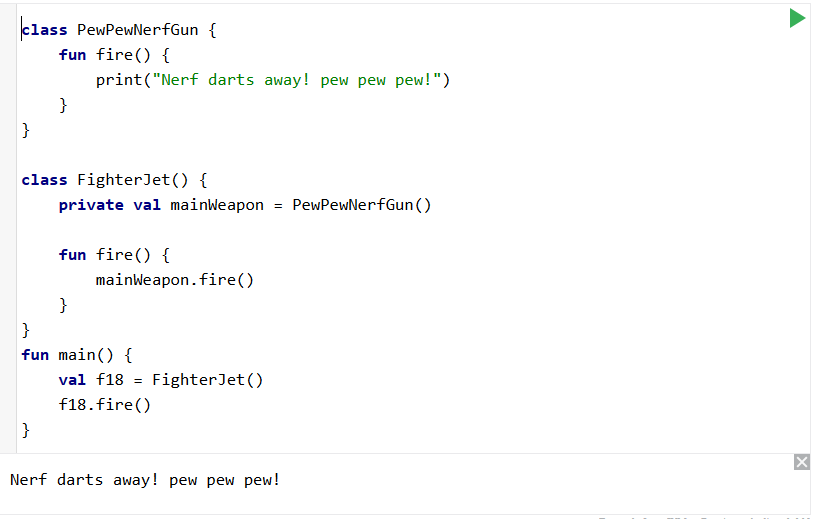 class PewPewNerfGun {
    fun fire() {
        print("Nerf darts away! pew pew pew!")
    }
}

class FighterJet() {
    private val mainWeapon = PewPewNerfGun()

    fun fire() {
        mainWeapon.fire()
    }
}
fun main() {
    val f18 = FighterJet()
    f18.fire()
}
Nerf darts away! pew pew pew!